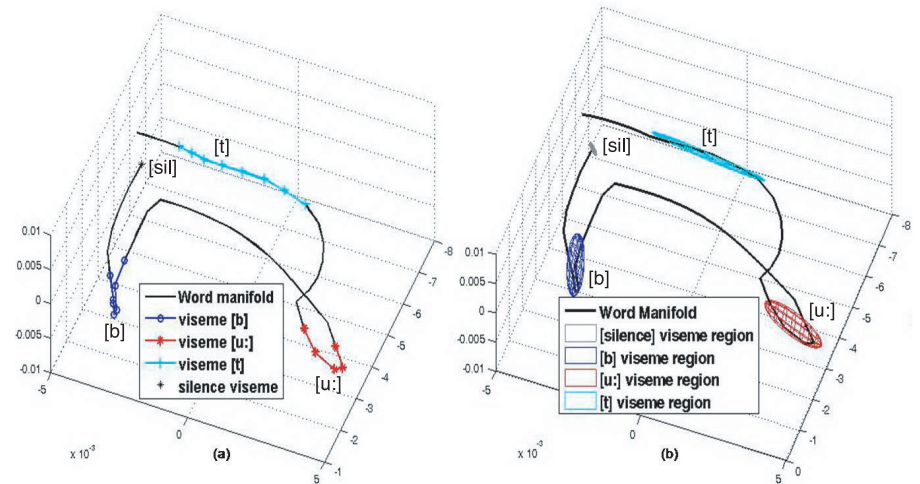 [t]
[sil]
[b]
[u:]
0.01
0.005
0
-0.005
-0.01
-5
0
5
x 10⁻³
-8
-7
-6
-5
-4
-3
-2
-1
Word manifold
viseme [b]
viseme [u:]
viseme [t]
silence viseme
(a)
[t]
[sil]
[b]
[u:]
0.01
0.005
0
-0.005
-0.01
-5
0
5
x 10⁻³
-8
-7
-6
-5
-4
-3
-2
-1
0
Word Manifold
[silence] viseme region
[b] viseme region
[u:] viseme region
[t] viseme region
(b)